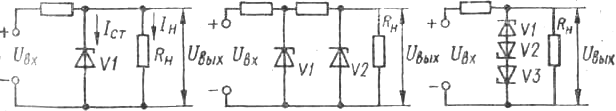 +
Uвх
−
Iст
Iн
V1
Rн
Uвых
+
Uвх
−
V1
V2
Rн
Uвых
+
Uвх
−
V1
V2
V3
Rн
Uвых